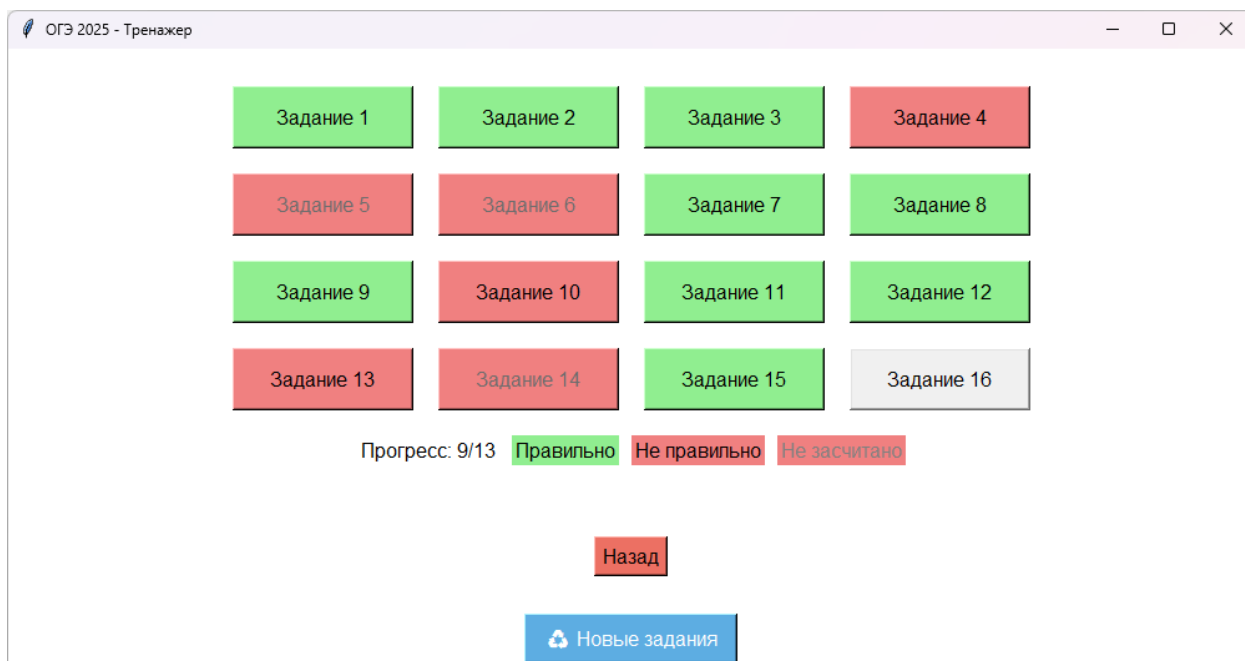 ОГЭ 2025 - Тренажер
Задание 1 Задание 2 Задание 3 Задание 4
Задание 5 Задание 6 Задание 7 Задание 8
Задание 9 Задание 10 Задание 11 Задание 12
Задание 13 Задание 14 Задание 15 Задание 16
Прогресс: 9/13 Правильно Не правильно Не засчитано
Назад
♻ Новые задания